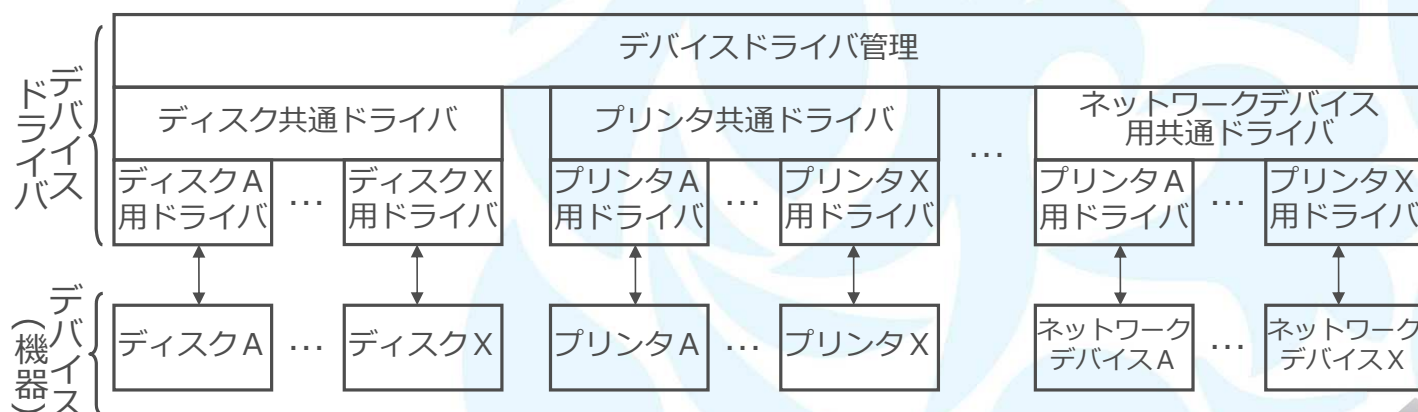 デバイスドライバ管理
デバイス
ドライバ
ディスク共通ドライバ
プリンタ共通ドライバ
…
ネットワークデバイス
用共通ドライバ
ディスクA
用ドライバ
…
ディスクX
用ドライバ
プリンタA
用ドライバ
…
プリンタX
用ドライバ
プリンタA
用ドライバ
…
プリンタX
用ドライバ
デバイス
(機器)
ディスクA
…
ディスクX
プリンタA
…
プリンタX
ネットワーク
デバイスA
…
ネットワーク
デバイスX